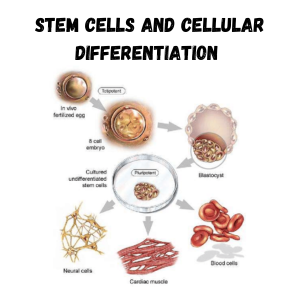 STEM CELLS AND CELLULAR
DIFFERENTIATION
Totipotent
in vivo
fertilized egg
8 cell
embryo
Blastocyst
Cultured
undifferentiated
stem cells
Pluripotent
Neural cells
Cardiac muscle
Blood cells